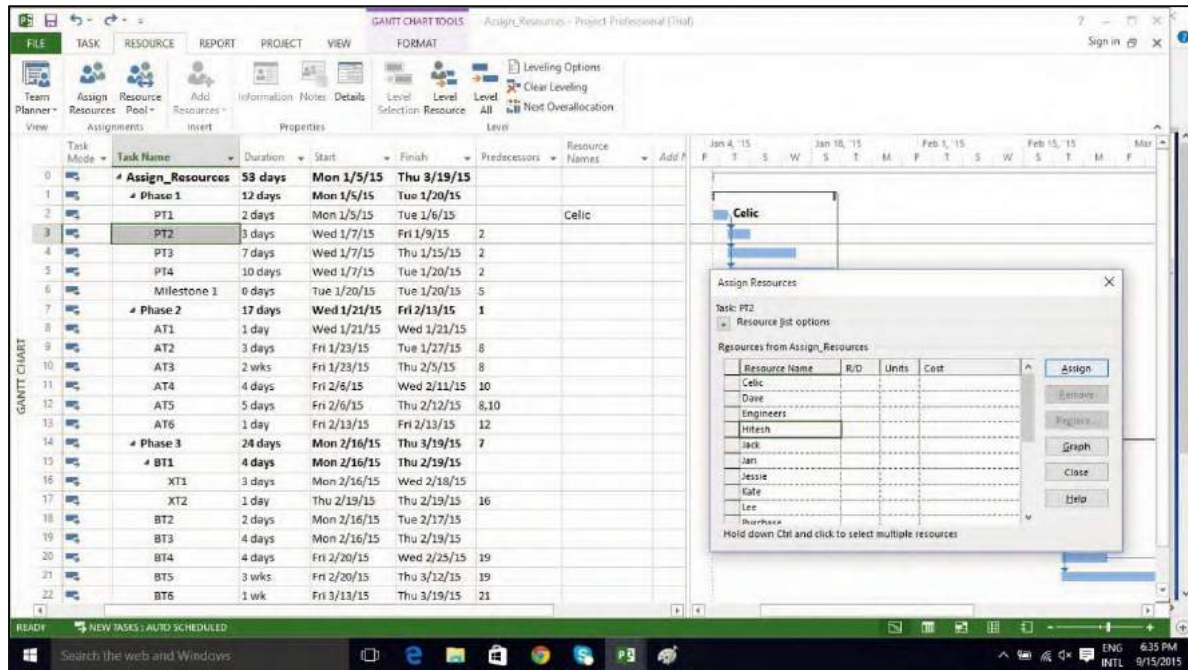 GANTT CHART TOOLS Assign_Resources - Project Professional (Trial)
FILE TASK RESOURCE REPORT PROJECT VIEW FORMAT Sign in
Team Planner
Assign Resources
Resource Pool
Add Resources
Information Notes Details
Level Selection
Level Resource
Level All
Leveling Options
Clear Leveling
Next Overallocation
View Assignments Insert Properties Level
Task Mode Task Name Duration Start Finish Predecessors Resource Names Add
0 Assign_Resources 53 days Mon 1/5/15 Thu 3/19/15
1 Phase 1 12 days Mon 1/5/15 Tue 1/20/15
2 PT1 2 days Mon 1/5/15 Tue 1/6/15 Celic
3 PT2 3 days Wed 1/7/15 Fri 1/9/15 2
4 PT3 7 days Wed 1/7/15 Thu 1/15/15 2
5 PT4 10 days Wed 1/7/15 Tue 1/20/15 2
6 Milestone 1 0 days Tue 1/20/15 Tue 1/20/15 5
7 Phase 2 17 days Wed 1/21/15 Fri 2/13/15 1
8 AT1 1 day Wed 1/21/15 Wed 1/21/15
9 AT2 3 days Fri 1/23/15 Tue 1/27/15 8
10 AT3 2 wks Fri 1/23/15 Thu 2/5/15 8
11 AT4 4 days Fri 2/6/15 Wed 2/11/15 10
12 AT5 5 days Fri 2/6/15 Thu 2/12/15 8,10
13 AT6 1 day Fri 2/13/15 Fri 2/13/15 12
14 Phase 3 24 days Mon 2/16/15 Thu 3/19/15 7
15 BT1 4 days Mon 2/16/15 Thu 2/19/15
16 XT1 3 days Mon 2/16/15 Wed 2/18/15
17 XT2 1 day Thu 2/19/15 Thu 2/19/15 16
18 BT2 2 days Mon 2/16/15 Tue 2/17/15
19 BT3 4 days Mon 2/16/15 Thu 2/19/15
20 BT4 4 days Fri 2/20/15 Wed 2/25/15 19
21 BT5 3 wks Fri 2/20/15 Thu 3/12/15 19
22 BT6 1 wk Fri 3/13/15 Thu 3/19/15 21
GANTT CHART
Jan 4, '15 Jan 18, '15 Feb 1, '15 Feb 15, '15 Mar
F T S W S T M F T S W S T M F
Celic
Assign Resources
Task: PT2
Resource list options
Resources from Assign_Resources
Resource Name R/D Units Cost
Celic
Dave
Engineers
Hitesh
Jack
Jan
Jessie
Kate
Lee
Purchase
Assign
Remove
Replace...
Graph
Close
Help
Hold down Ctrl and click to select multiple resources
READY NEW TASKS : AUTO SCHEDULED
Search the web and Windows
ENG 6:35 PM
INTL 9/15/2015